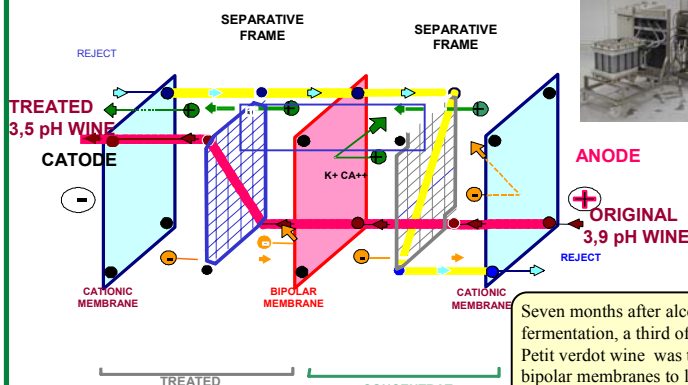 SEPARATIVE
FRAME
SEPARATIVE
FRAME
REJECT
TREATED
3,5 pH WINE
CATODE
-
K+ CA++
ANODE
+
ORIGINAL
3,9 pH WINE
REJECT
CATIONIC
MEMBRANE
BIPOLAR
MEMBRANE
CATIONIC
MEMBRANE
Seven months after alco
fermentation, a third of
Petit verdot wine was t
bipolar membranes to l
TREATED
CONCENTRAT